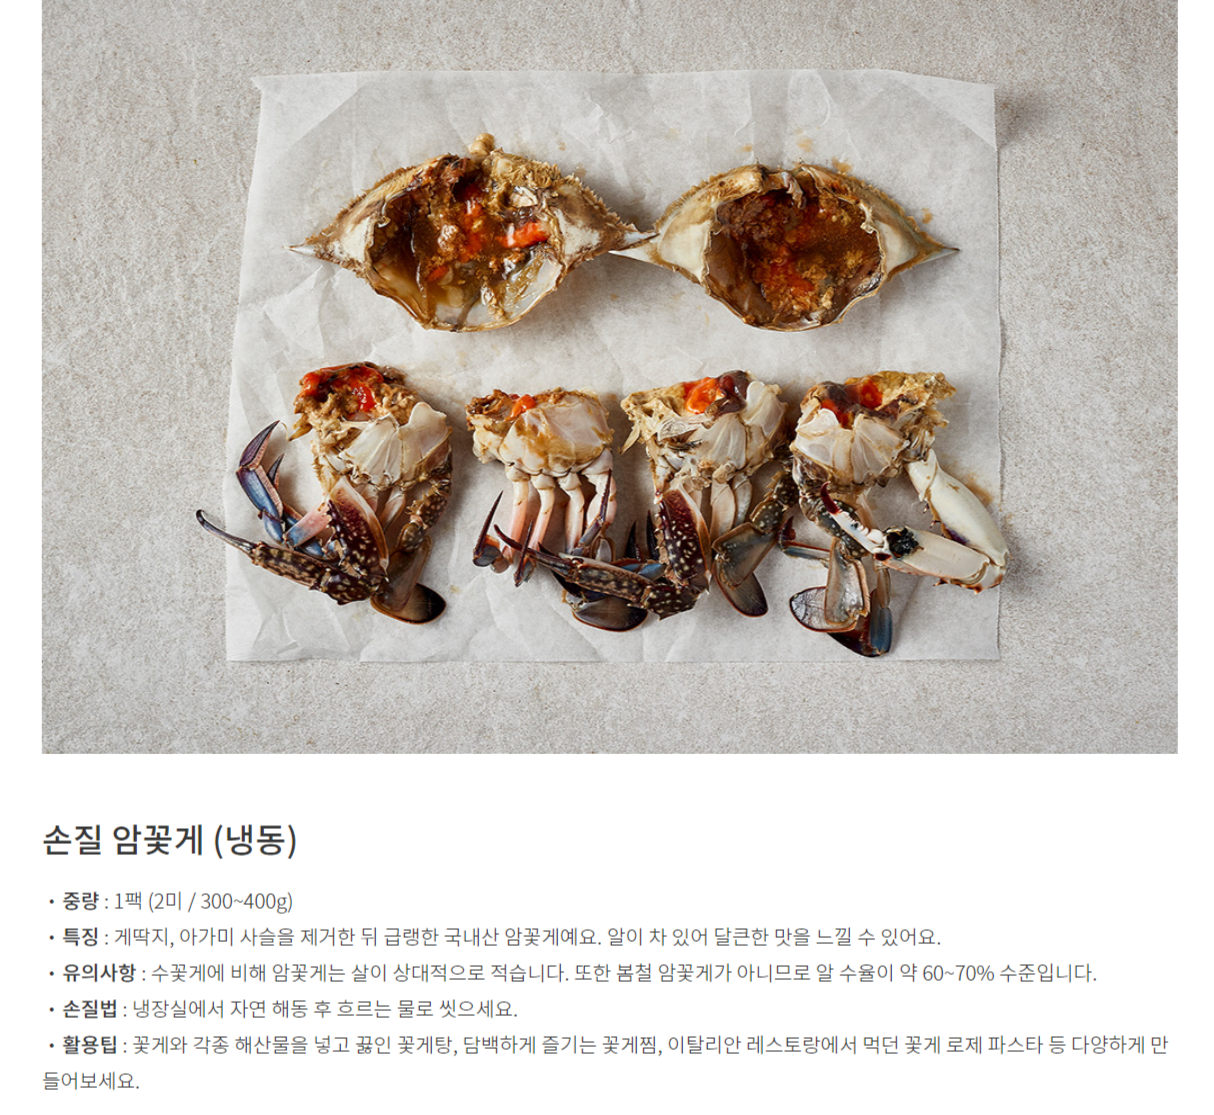 손질 암꽃게 (냉동)
• 중량 : 1팩 (2미 / 300~400g)
• 특징 : 게딱지, 아가미 사슬을 제거한 뒤 급랭한 국내산 암꽃게예요. 알이 차 있어 달큰한 맛을 느낄 수 있어요.
• 유의사항 : 수꽃게에 비해 암꽃게는 살이 상대적으로 적습니다. 또한 봄철 암꽃게가 아니므로 알 수율이 약 60~70% 수준입니다.
• 손질법 : 냉장실에서 자연 해동 후 흐르는 물로 씻으세요.
• 활용팁 : 꽃게와 각종 해산물을 넣고 끓인 꽃게탕, 담백하게 즐기는 꽃게찜, 이탈리안 레스토랑에서 먹던 꽃게 로제 파스타 등 다양하게 만
들어보세요.